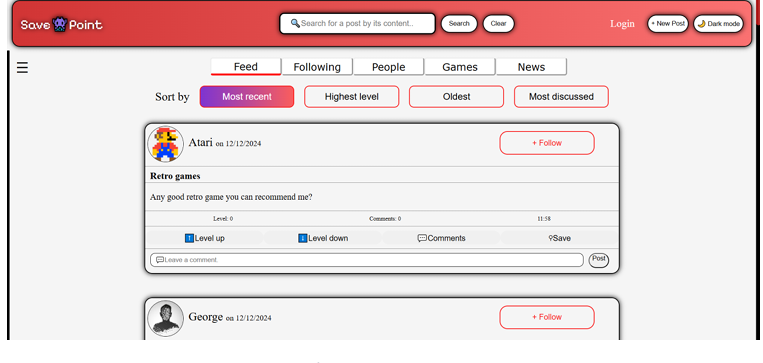 Save Point
🔍Search for a post by its content..
Search
Clear
Login
+ New Post
🌙 Dark mode
☰
Feed
Following
People
Games
News
Sort by
Most recent
Highest level
Oldest
Most discussed
Atari on 12/12/2024
+ Follow
Retro games
Any good retro game you can recommend me?
Level: 0
Comments: 0
11:58
⬆️Level up
⬇️Level down
💬Comments
⚲Save
💬Leave a comment
Post
George on 12/12/2024
+ Follow